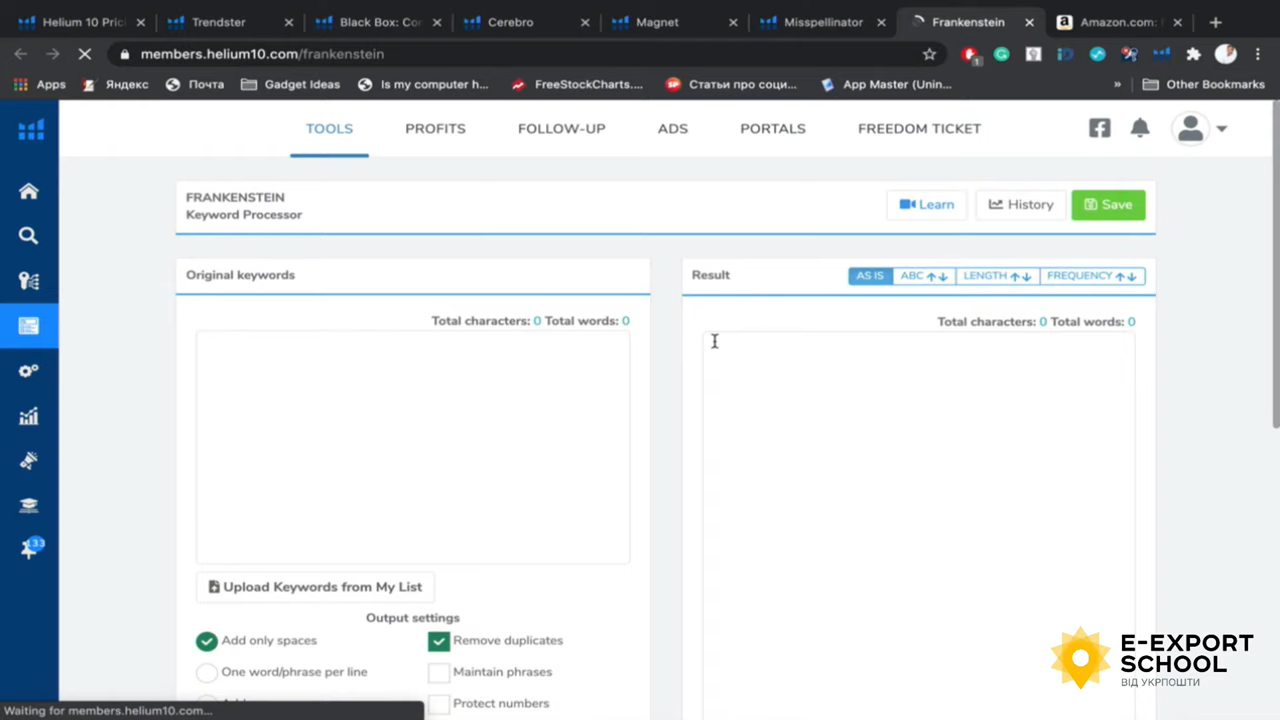 Helium 10 Pri
Trendster
Black Box: Co
Cerebro
Magnet
Misspellinator
Frankenstein
Amazon.com:
members.helium10.com/frankenstein
1
Apps
Яндекс
Почта
Gadget Ideas
Is my computer h...
FreeStockCharts....
Статьи про соци...
App Master (Unin...
»
Other Bookmarks
TOOLS
PROFITS
FOLLOW-UP
ADS
PORTALS
FREEDOM TICKET
FRANKENSTEIN
Keyword Processor
Learn
History
Save
Original keywords
Result
AS IS
ABC
LENGTH
FREQUENCY
Total characters: 0 Total words: 0
Total characters: 0 Total words: 0
133
Upload Keywords from My List
Output settings
Add only spaces
Remove duplicates
One word/phrase per line
Maintain phrases
Protect numbers
Waiting for members.helium10.com...
E-EXPORT
SCHOOL
ВІД УКРПОШТИ